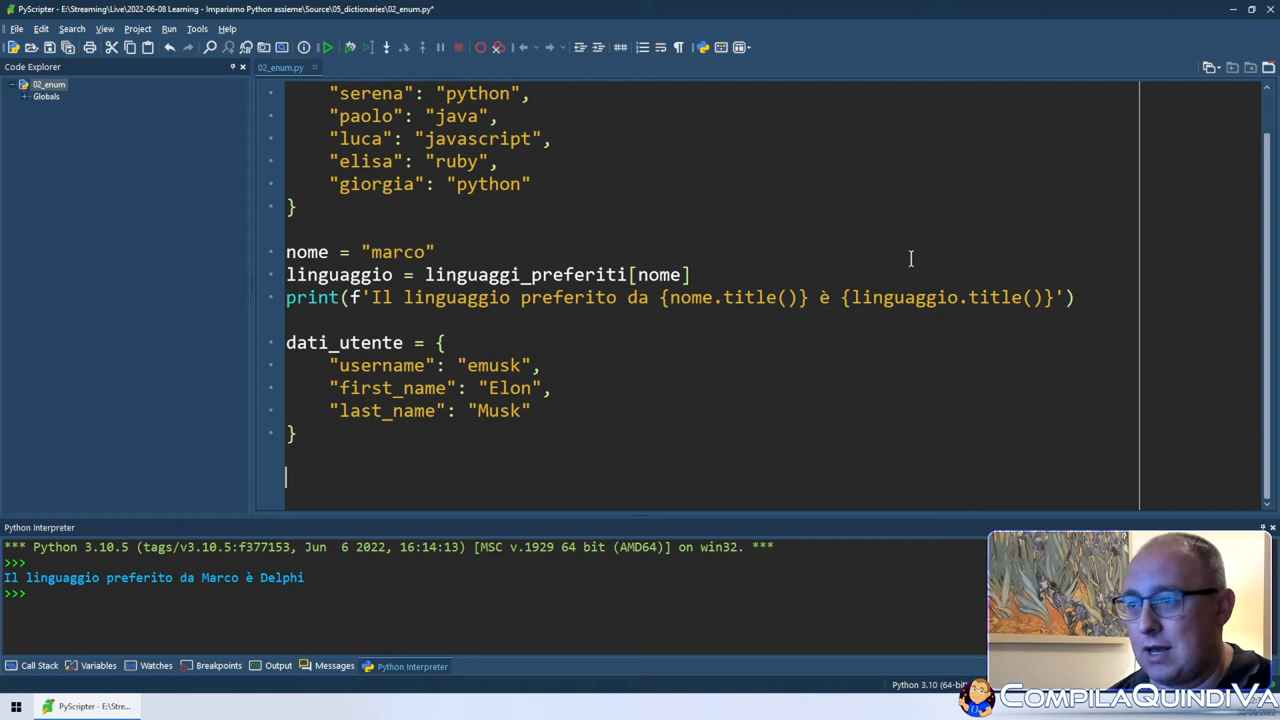 PyScripter - E:\Streaming\Live\2022-06-08 Learning - Impariamo Python assieme\Source\05_dictionaries\02_enum.py*
File Edit Search View Project Run Tools Help
Code Explorer
02_enum
Globals
02_enum.py
"serena": "python",
"paolo": "java",
"luca": "javascript",
"elisa": "ruby",
"giorgia": "python"
}
nome = "marco"
linguaggio = linguaggi_preferiti[nome]
print(f'Il linguaggio preferito da {nome.title()} è {linguaggio.title()}')
dati_utente = {
"username": "emusk",
"first_name": "Elon",
"last_name": "Musk"
}
Python Interpreter
*** Python 3.10.5 (tags/v3.10.5:f377153, Jun  6 2022, 16:14:13) [MSC v.1929 64 bit (AMD64)] on win32. ***
>>>
Il linguaggio preferito da Marco è Delphi
>>>
Call Stack Variables Watches Breakpoints Output Messages Python Interpreter
Python 3.10 (64-bit)
PyScripter - E:\Stre...
CompilaQuindiVa